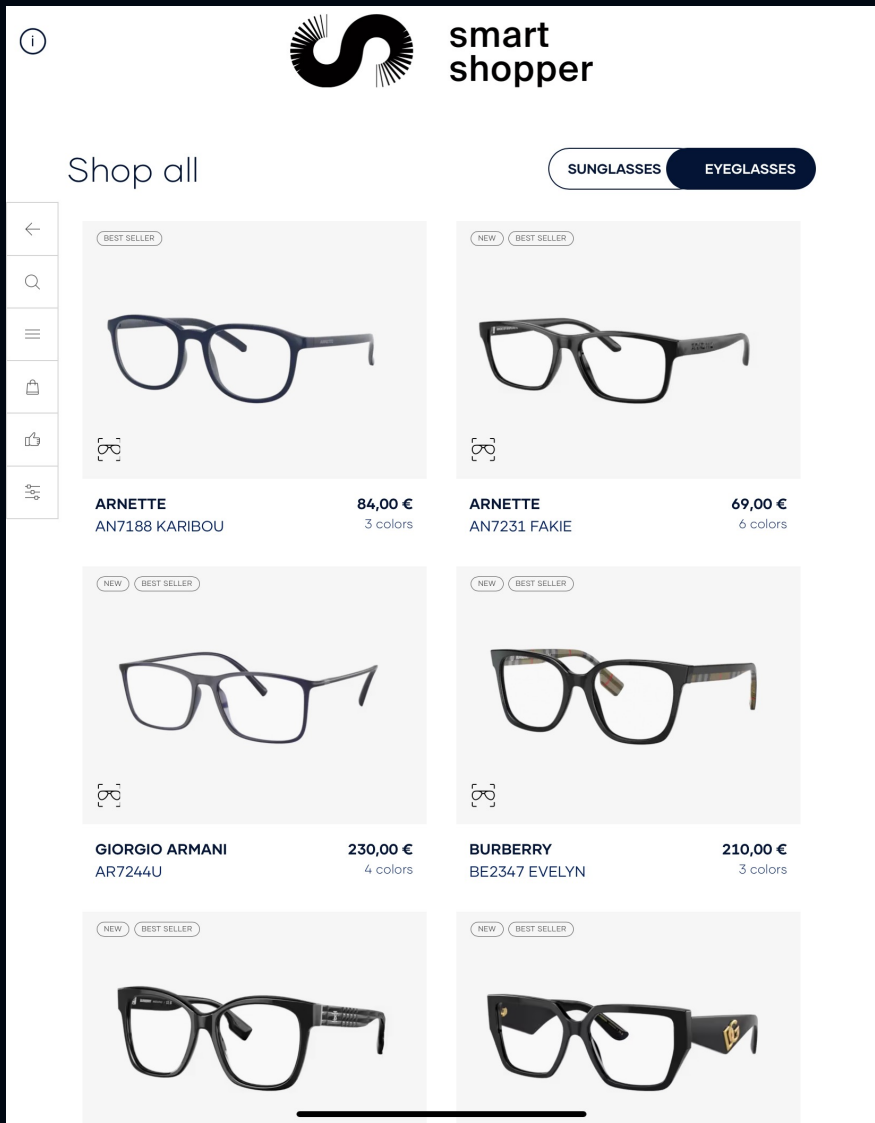 i
smart
shopper
Shop all
SUNGLASSES
EYEGLASSES
BEST SELLER
ARNETTE
84,00 €
AN7188 KARIBOU
3 colors
NEW
BEST SELLER
ARNETTE
69,00 €
AN7231 FAKIE
6 colors
NEW
BEST SELLER
GIORGIO ARMANI
230,00 €
AR7244U
4 colors
NEW
BEST SELLER
BURBERRY
210,00 €
BE2347 EVELYN
3 colors
NEW
BEST SELLER
NEW
BEST SELLER
DG